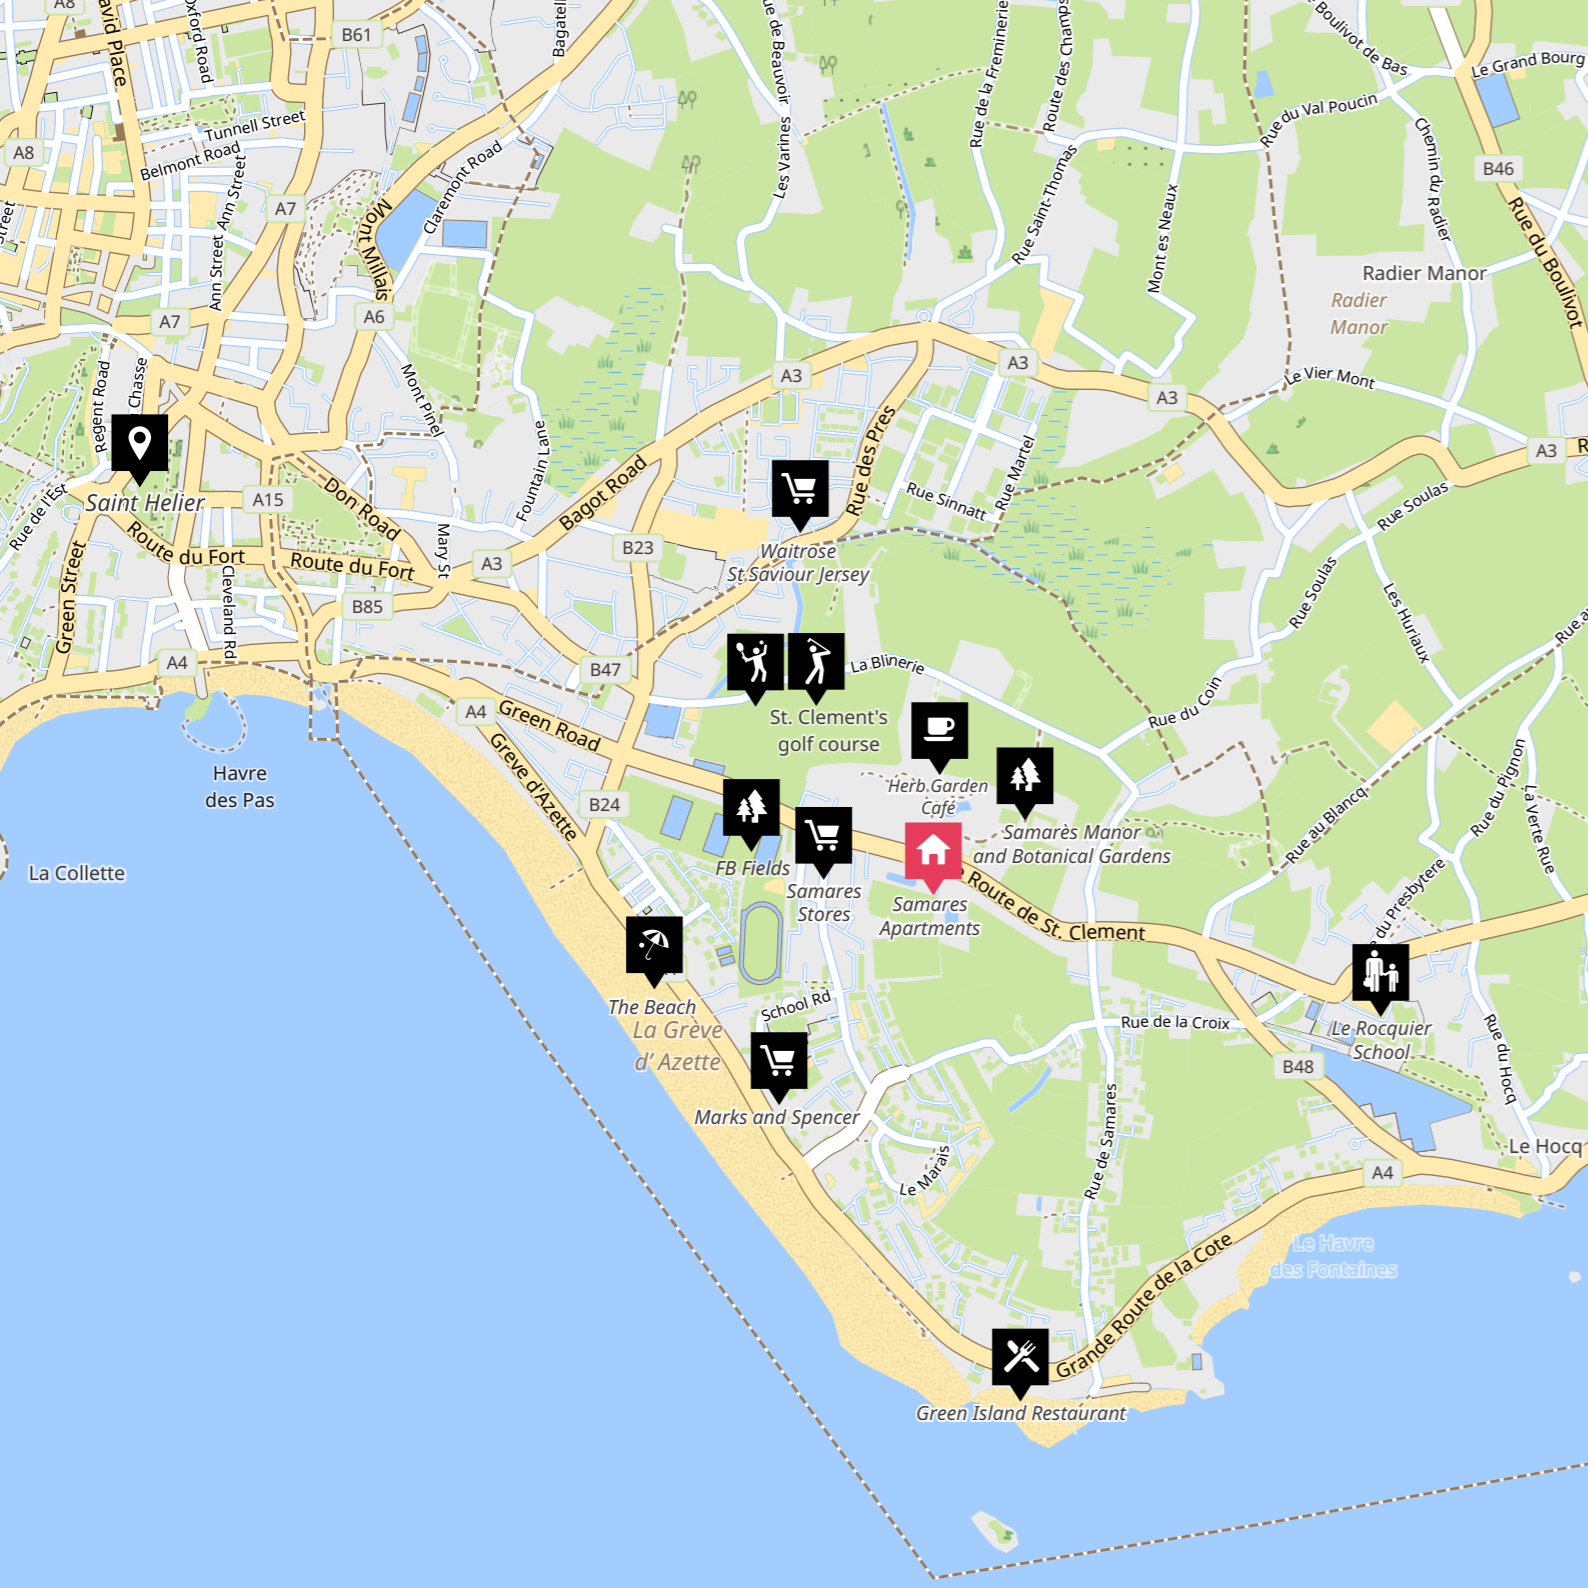 A8
David Place
Oxford Road
B61
Bagatell
ue de Beauvoir
Rue de la Freminerie
Route des Champs
Boulivot de Bas
Le Grand Bourg
Tunnell Street
Belmont Road
A8
Ann Street
Ann Street
A7
Claremont Road
Mont Millais
Les Varines
Rue du Val Poucin
Chemin du Radier
B46
Rue Saint-Thomas
Mont es Neaux
Rue du Boulivot
Street
Radier Manor
Radier
Manor
A7
A6
Regent Road
Chasse
Mont Pinel
A3
A3
A3
Le Vier Mont
A3
R
Fountain Lane
Bagot Road
Rue des Pres
Rue Martel
Rue Sinnatt
Rue Soulas
Rue de l'Est
Saint Helier
A15
Don Road
Route du Fort
Route du Fort
Mary St
A3
B23
Waitrose
St Saviour Jersey
Green Street
Cleveland Rd
B85
Rue Soulas
Les Huriaux
Rue a
A4
B47
La Blinerie
St. Clement's
golf course
Rue du Coin
A4
Green Road
Greve d'Azette
Havre
des Pas
Herb Garden
Café
Samarès Manor
and Botanical Gardens
Rue au Blancq
Rue du Pignon
La Verte Rue
B24
La Collette
FB Fields
Samares
Stores
Samares
Apartments
e Route de St. Clement
e du Presbytere
The Beach
La Grève
d' Azette
School Rd
Rue de la Croix
Le Rocquier
School
B48
Rue du Hocq
Marks and Spencer
Rue de Samares
Le Marais
Le Hocq
A4
Le Havre
des Fontaines
Grande Route de la Cote
Green Island Restaurant